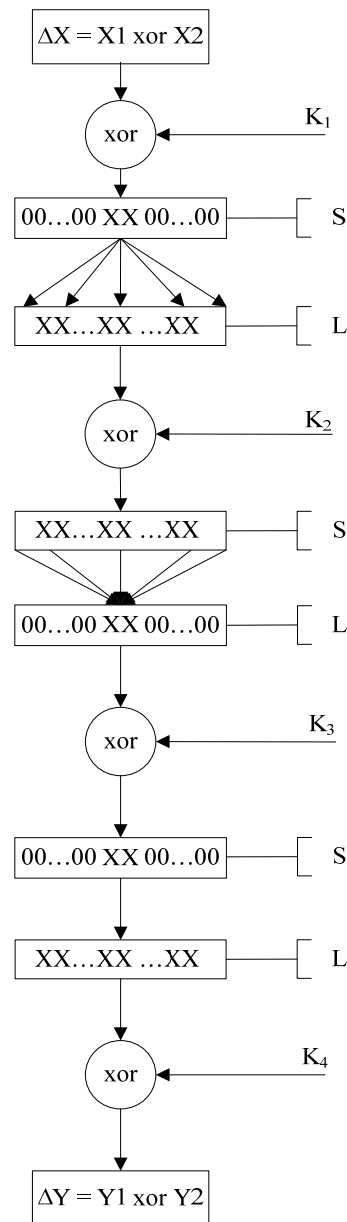 ΔX = X1 xor X2
xor
K₁
00…00 XX 00…00
S
XX…XX …XX
L
xor
K₂
XX…XX …XX
S
00…00 XX 00…00
L
xor
K₃
00…00 XX 00…00
S
XX…XX …XX
L
xor
K₄
ΔY = Y1 xor Y2